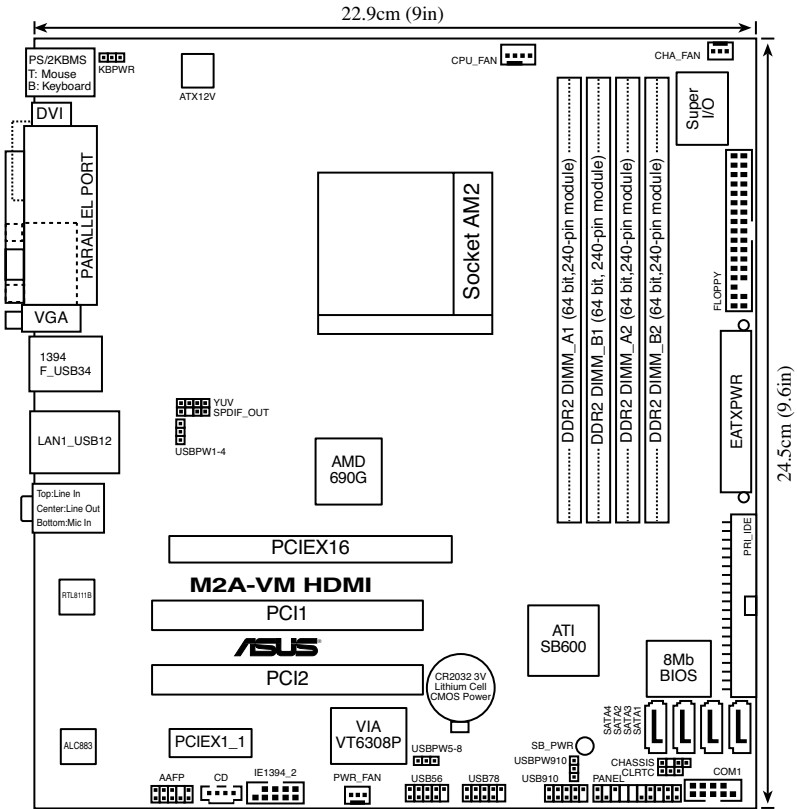 22.9cm (9in)
PS/2KBMS
T: Mouse
B: Keyboard
KBPWR
ATX12V
CPU_FAN
CHA_FAN
Super
I/O
DVI
PARALLEL PORT
VGA
Socket AM2
DDR2 DIMM_A1 (64 bit,240-pin module)
DDR2 DIMM_B1 (64 bit, 240-pin module)
DDR2 DIMM_A2 (64 bit,240-pin module)
DDR2 DIMM_B2 (64 bit,240-pin module)
FLOPPY
EATXPWR
24.5cm (9.6in)
1394
F_USB34
YUV
SPDIF_OUT
USBPW1-4
LAN1_USB12
AMD
690G
Top:Line In
Center:Line Out
Bottom:Mic In
PRI_IDE
PCIEX16
M2A-VM HDMI
RTL8111B
PCI1
ASUS
ATI
SB600
PCI2
CR2032 3V
Lithium Cell
CMOS Power
8Mb
BIOS
SATA4
SATA2
SATA3
SATA1
ALC883
PCIEX1_1
VIA
VT6308P
USBPW5-8
SB_PWR
USBPW910
CHASSIS
CLRTC
AAFP
CD
IE1394_2
PWR_FAN
USB56
USB78
USB910
PANEL
COM1